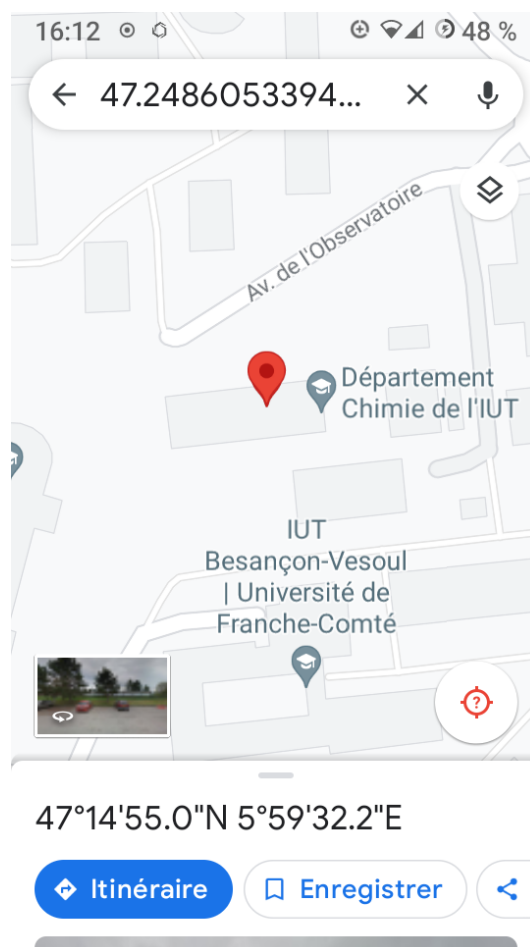 16:12 48 %
47.2486053394...
Av. de l'Observatoire
Département
Chimie de l'IUT
IUT
Besançon-Vesoul
| Université de
Franche-Comté
47°14'55.0"N 5°59'32.2"E
Itinéraire Enregistrer